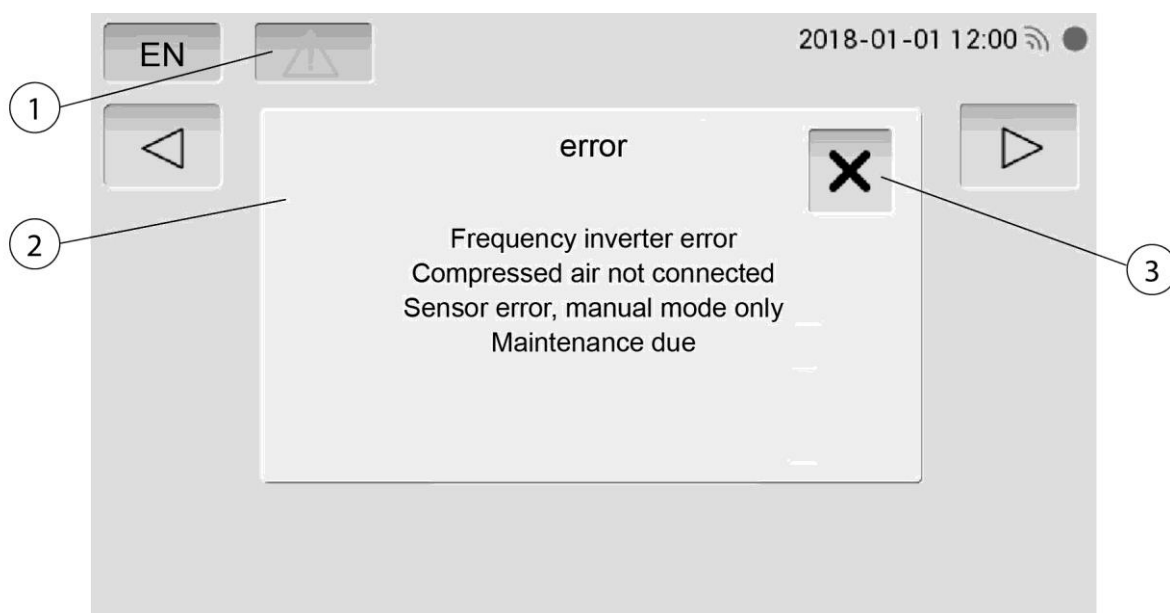 EN
2018-01-01 12:00
1
error
2
3
Frequency inverter error
Compressed air not connected
Sensor error, manual mode only
Maintenance due